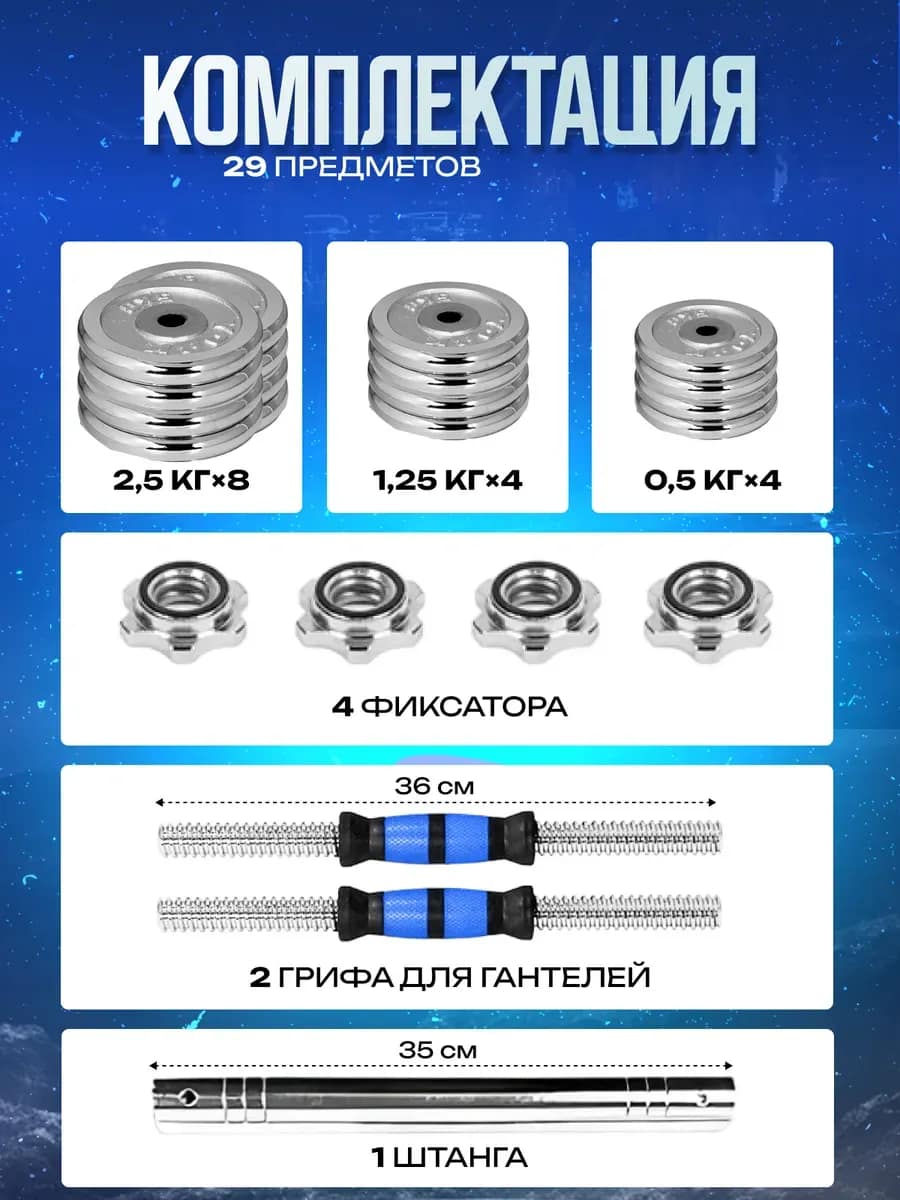 КОМПЛЕКТАЦИЯ
29 ПРЕДМЕТОВ
2,5 КГ×8
1,25 КГ×4
0,5 КГ×4
4 ФИКСАТОРА
36 см
2 ГРИФА ДЛЯ ГАНТЕЛЕЙ
35 см
1 ШТАНГА